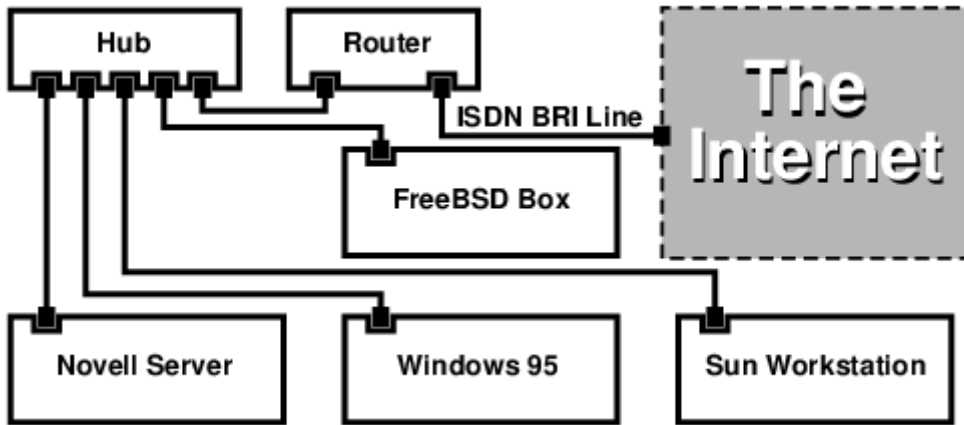 Hub
Router
The
Internet
ISDN BRI Line
FreeBSD Box
Novell Server
Windows 95
Sun Workstation